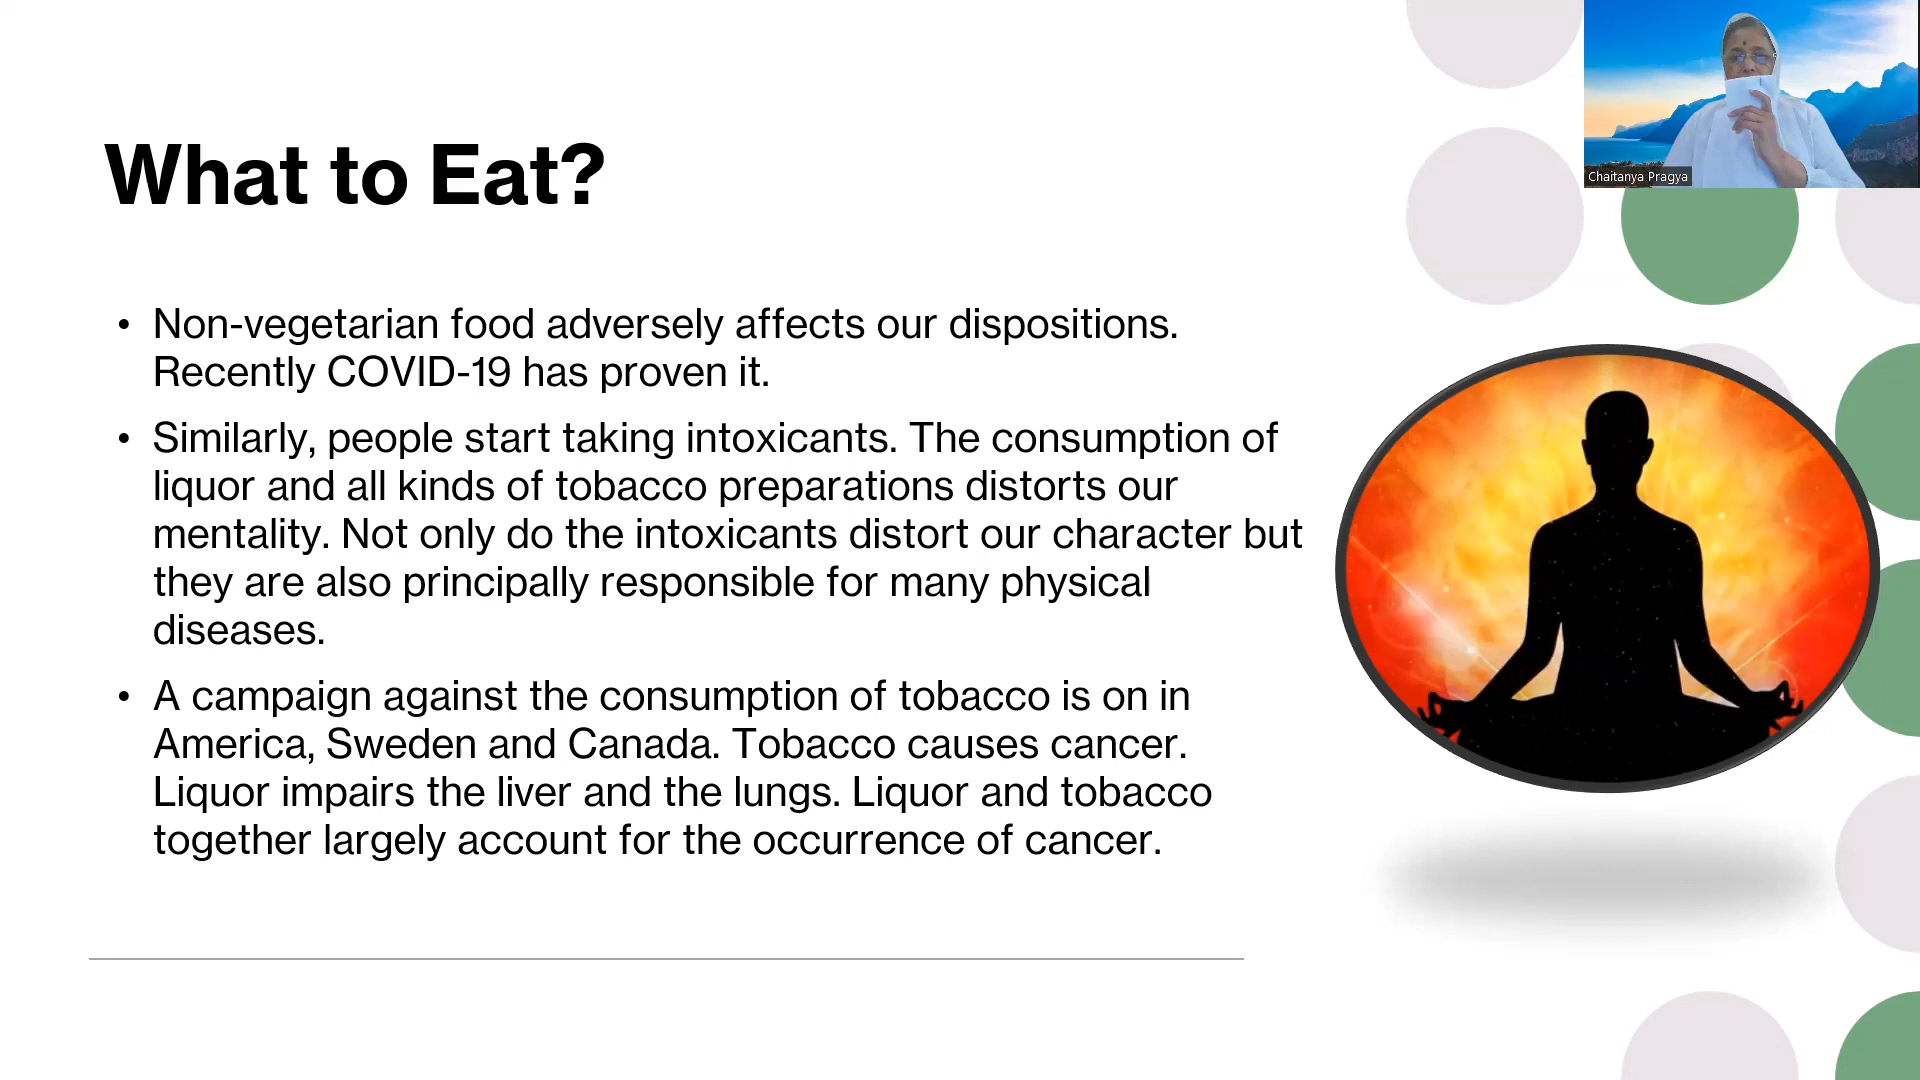 Chaitanya Pragya
What to Eat?
• Non-vegetarian food adversely affects our dispositions.
Recently COVID-19 has proven it.
• Similarly, people start taking intoxicants. The consumption of
liquor and all kinds of tobacco preparations distorts our
mentality. Not only do the intoxicants distort our character but
they are also principally responsible for many physical
diseases.
• A campaign against the consumption of tobacco is on in
America, Sweden and Canada. Tobacco causes cancer.
Liquor impairs the liver and the lungs. Liquor and tobacco
together largely account for the occurrence of cancer.